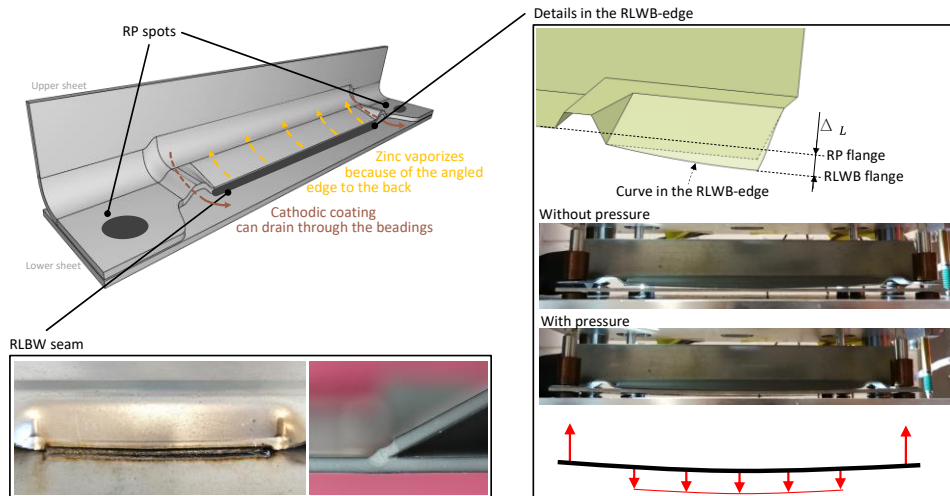 Details in the RLWB-edge
RP spots
Upper sheet
Zinc vaporizes
because of the angled
edge to the back
Cathodic coating
can drain through the beadings
Lower sheet
RLBW seam
Δ L
RP flange
RLWB flange
Curve in the RLWB-edge
Without pressure
With pressure